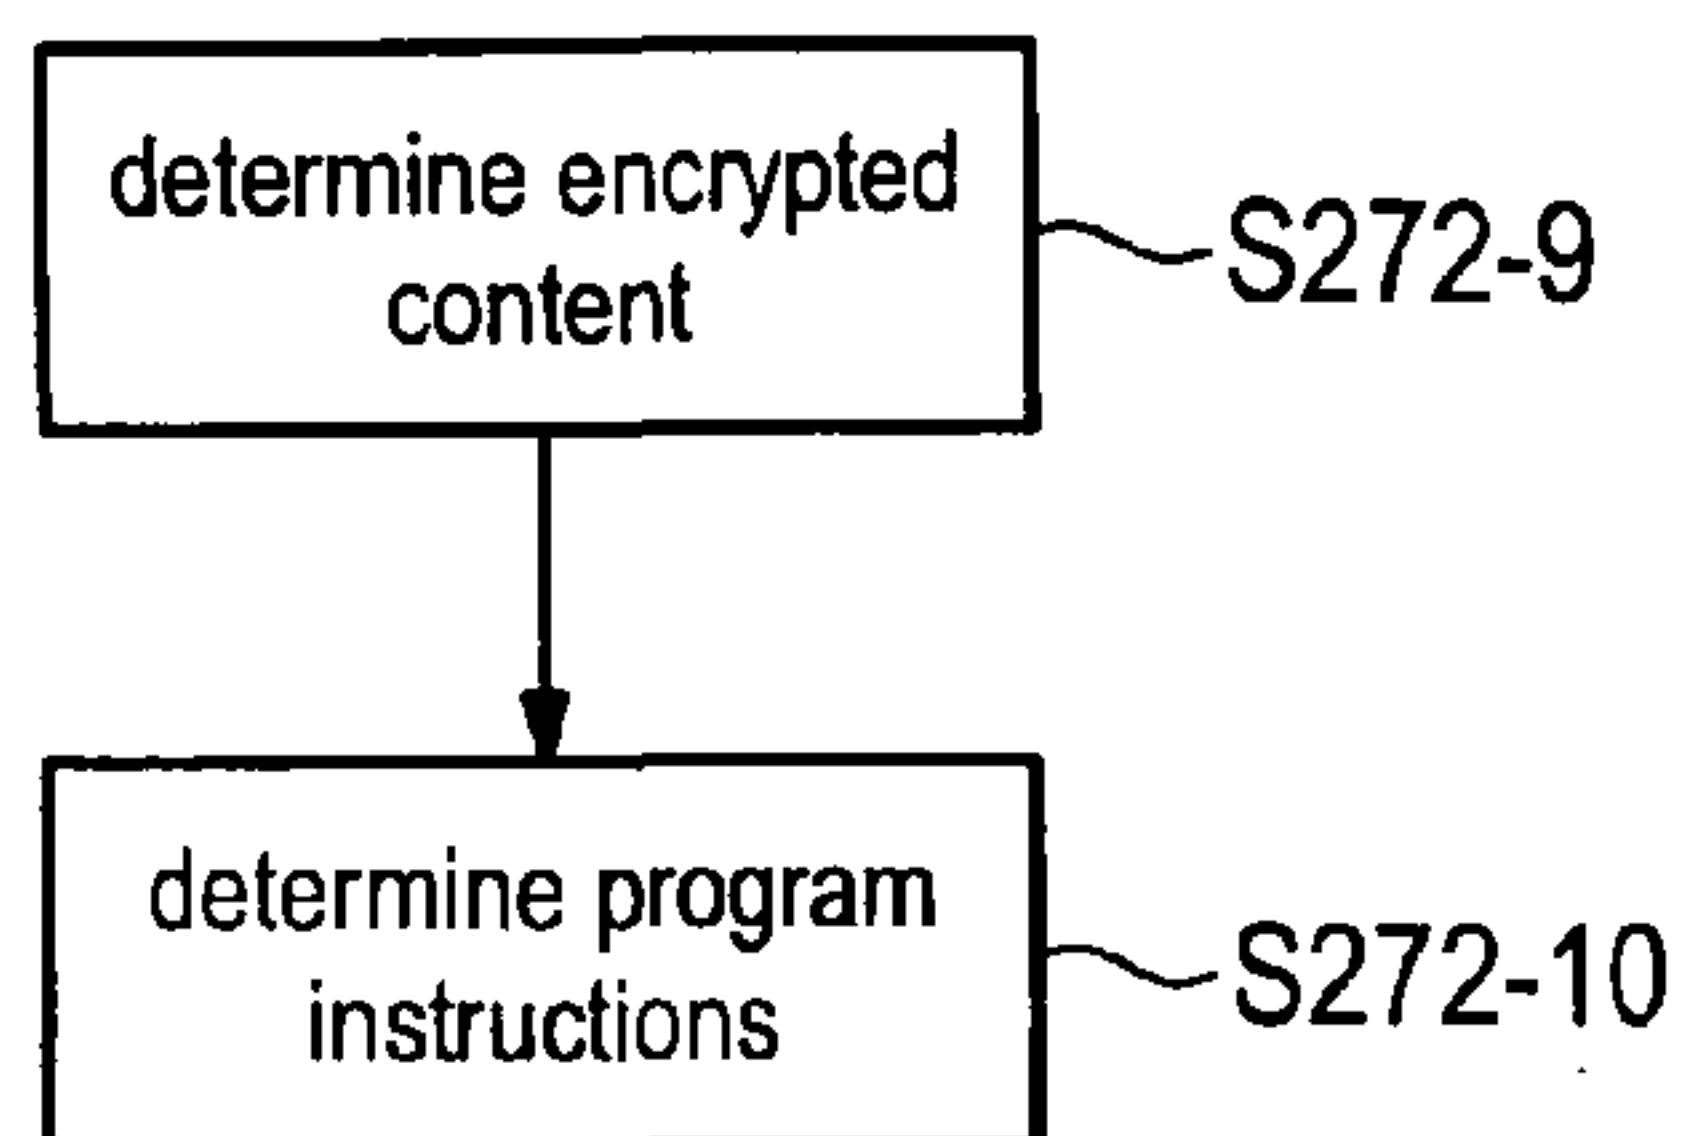 determine encrypted
content
S272-9
determine program
instructions
S272-10